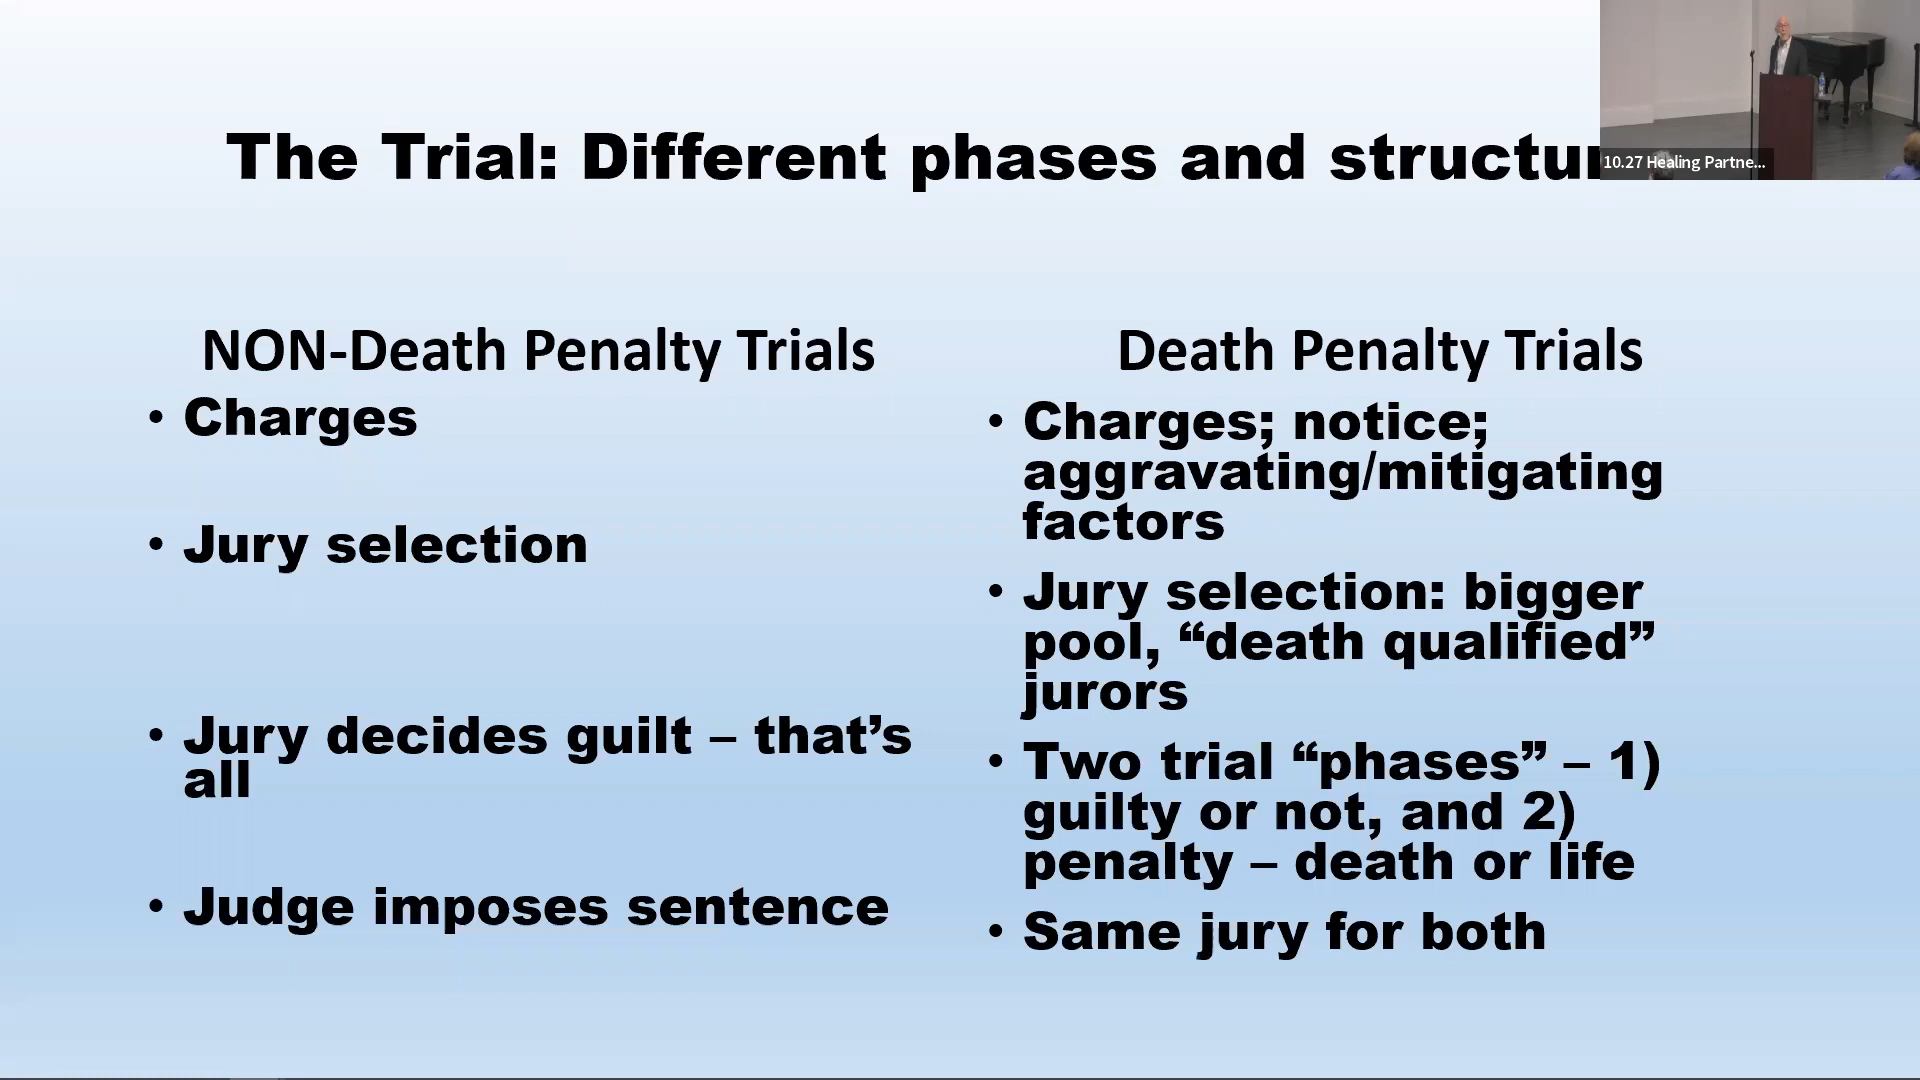 The Trial: Different phases and structur
10.27 Healing Partne...
NON-Death Penalty Trials
• Charges
• Jury selection
• Jury decides guilt – that’s
all
• Judge imposes sentence
Death Penalty Trials
• Charges; notice;
aggravating/mitigating
factors
• Jury selection: bigger
pool, “death qualified”
jurors
• Two trial “phases” – 1)
guilty or not, and 2)
penalty – death or life
• Same jury for both